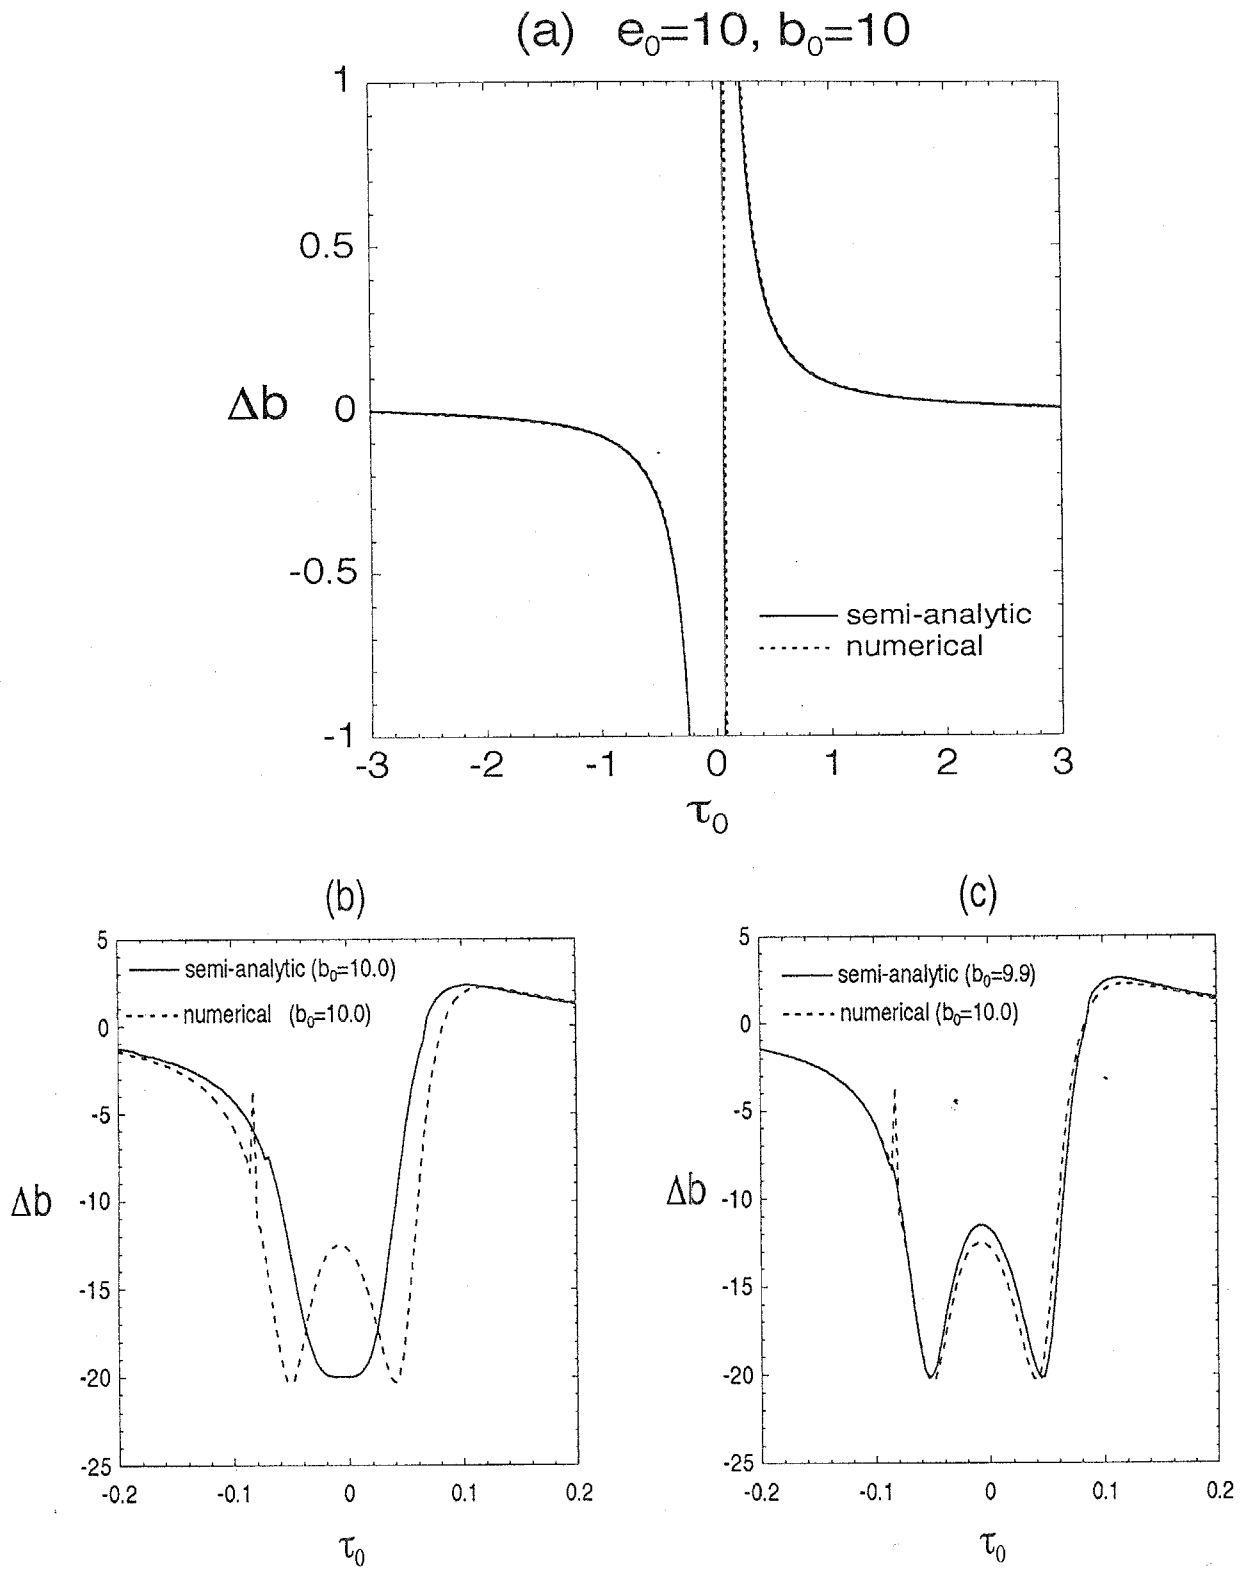 (a) e₀=10, b₀=10
1
0.5
Δb
0
-0.5
semi-analytic
numerical
-1
-3 -2 -1 0 1 2 3
τ₀
(b)
5
semi-analytic (b₀=10.0)
numerical (b₀=10.0)
0
-5
Δb
-10
-15
-20
-25
-0.2 -0.1 0 0.1 0.2
τ₀
(c)
5
semi-analytic (b₀=9.9)
numerical (b₀=10.0)
0
-5
Δb
-10
-15
-20
-25
-0.2 -0.1 0 0.1 0.2
τ₀